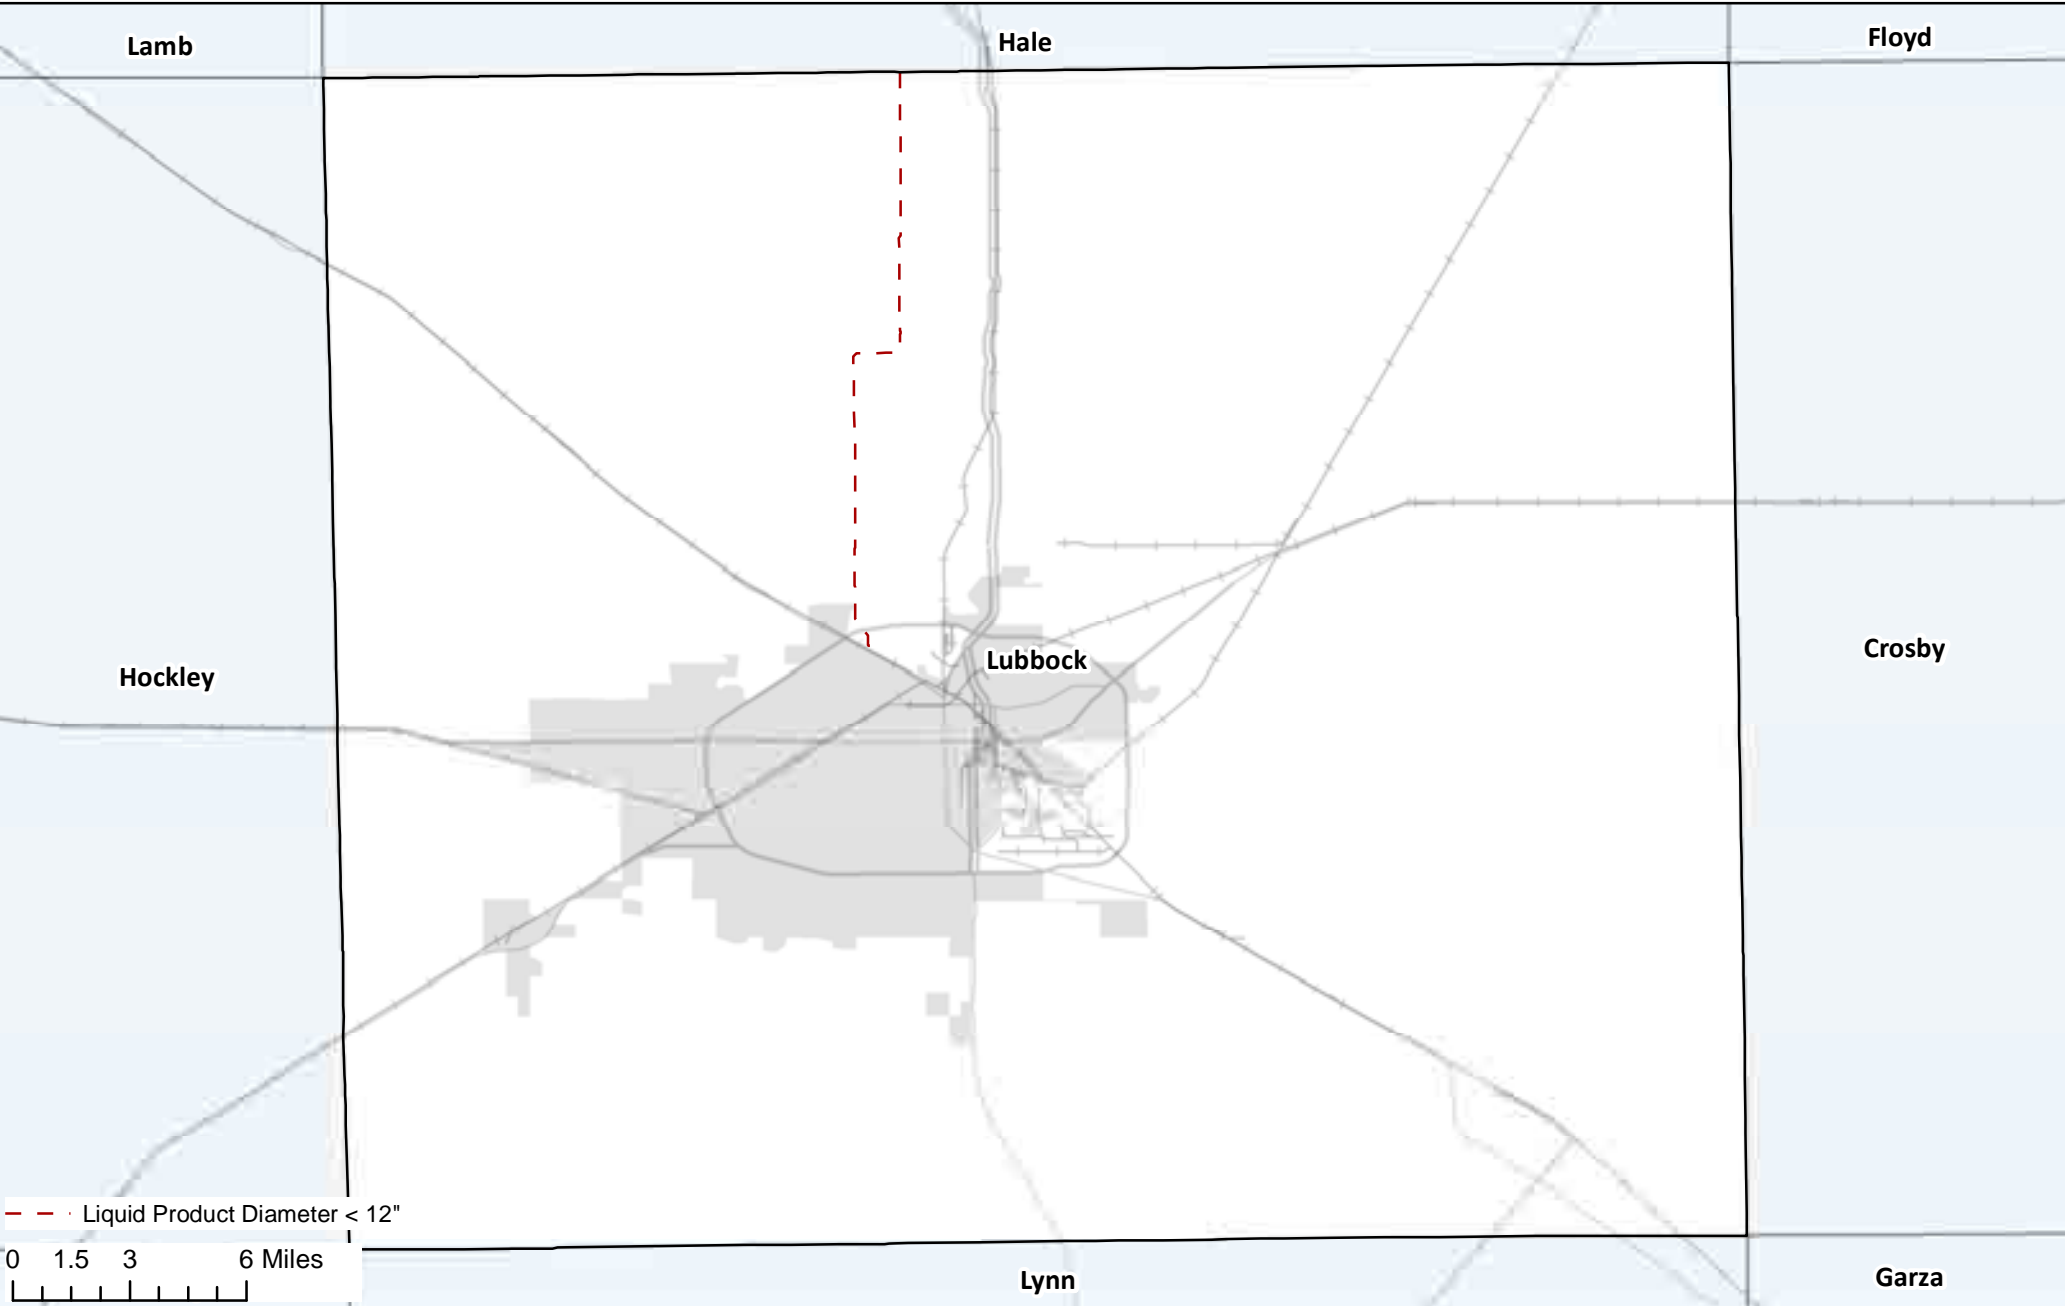 Lamb
Hale
Floyd
Hockley
Lubbock
Crosby
Liquid Product Diameter < 12"
0 1.5 3 6 Miles
Lynn
Garza